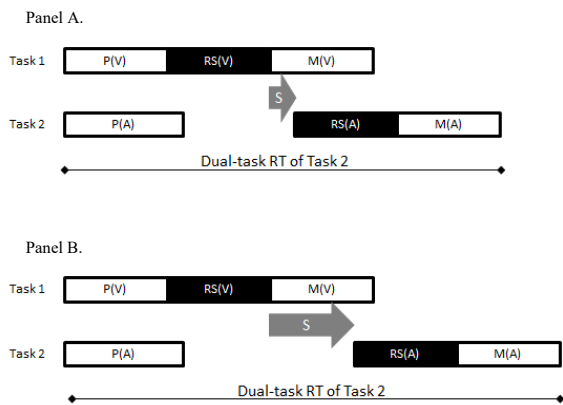 Panel A.
Task 1 P(V) RS(V) M(V)
S
Task 2 P(A) RS(A) M(A)
Dual-task RT of Task 2
Panel B.
Task 1 P(V) RS(V) M(V)
S
Task 2 P(A) RS(A) M(A)
Dual-task RT of Task 2